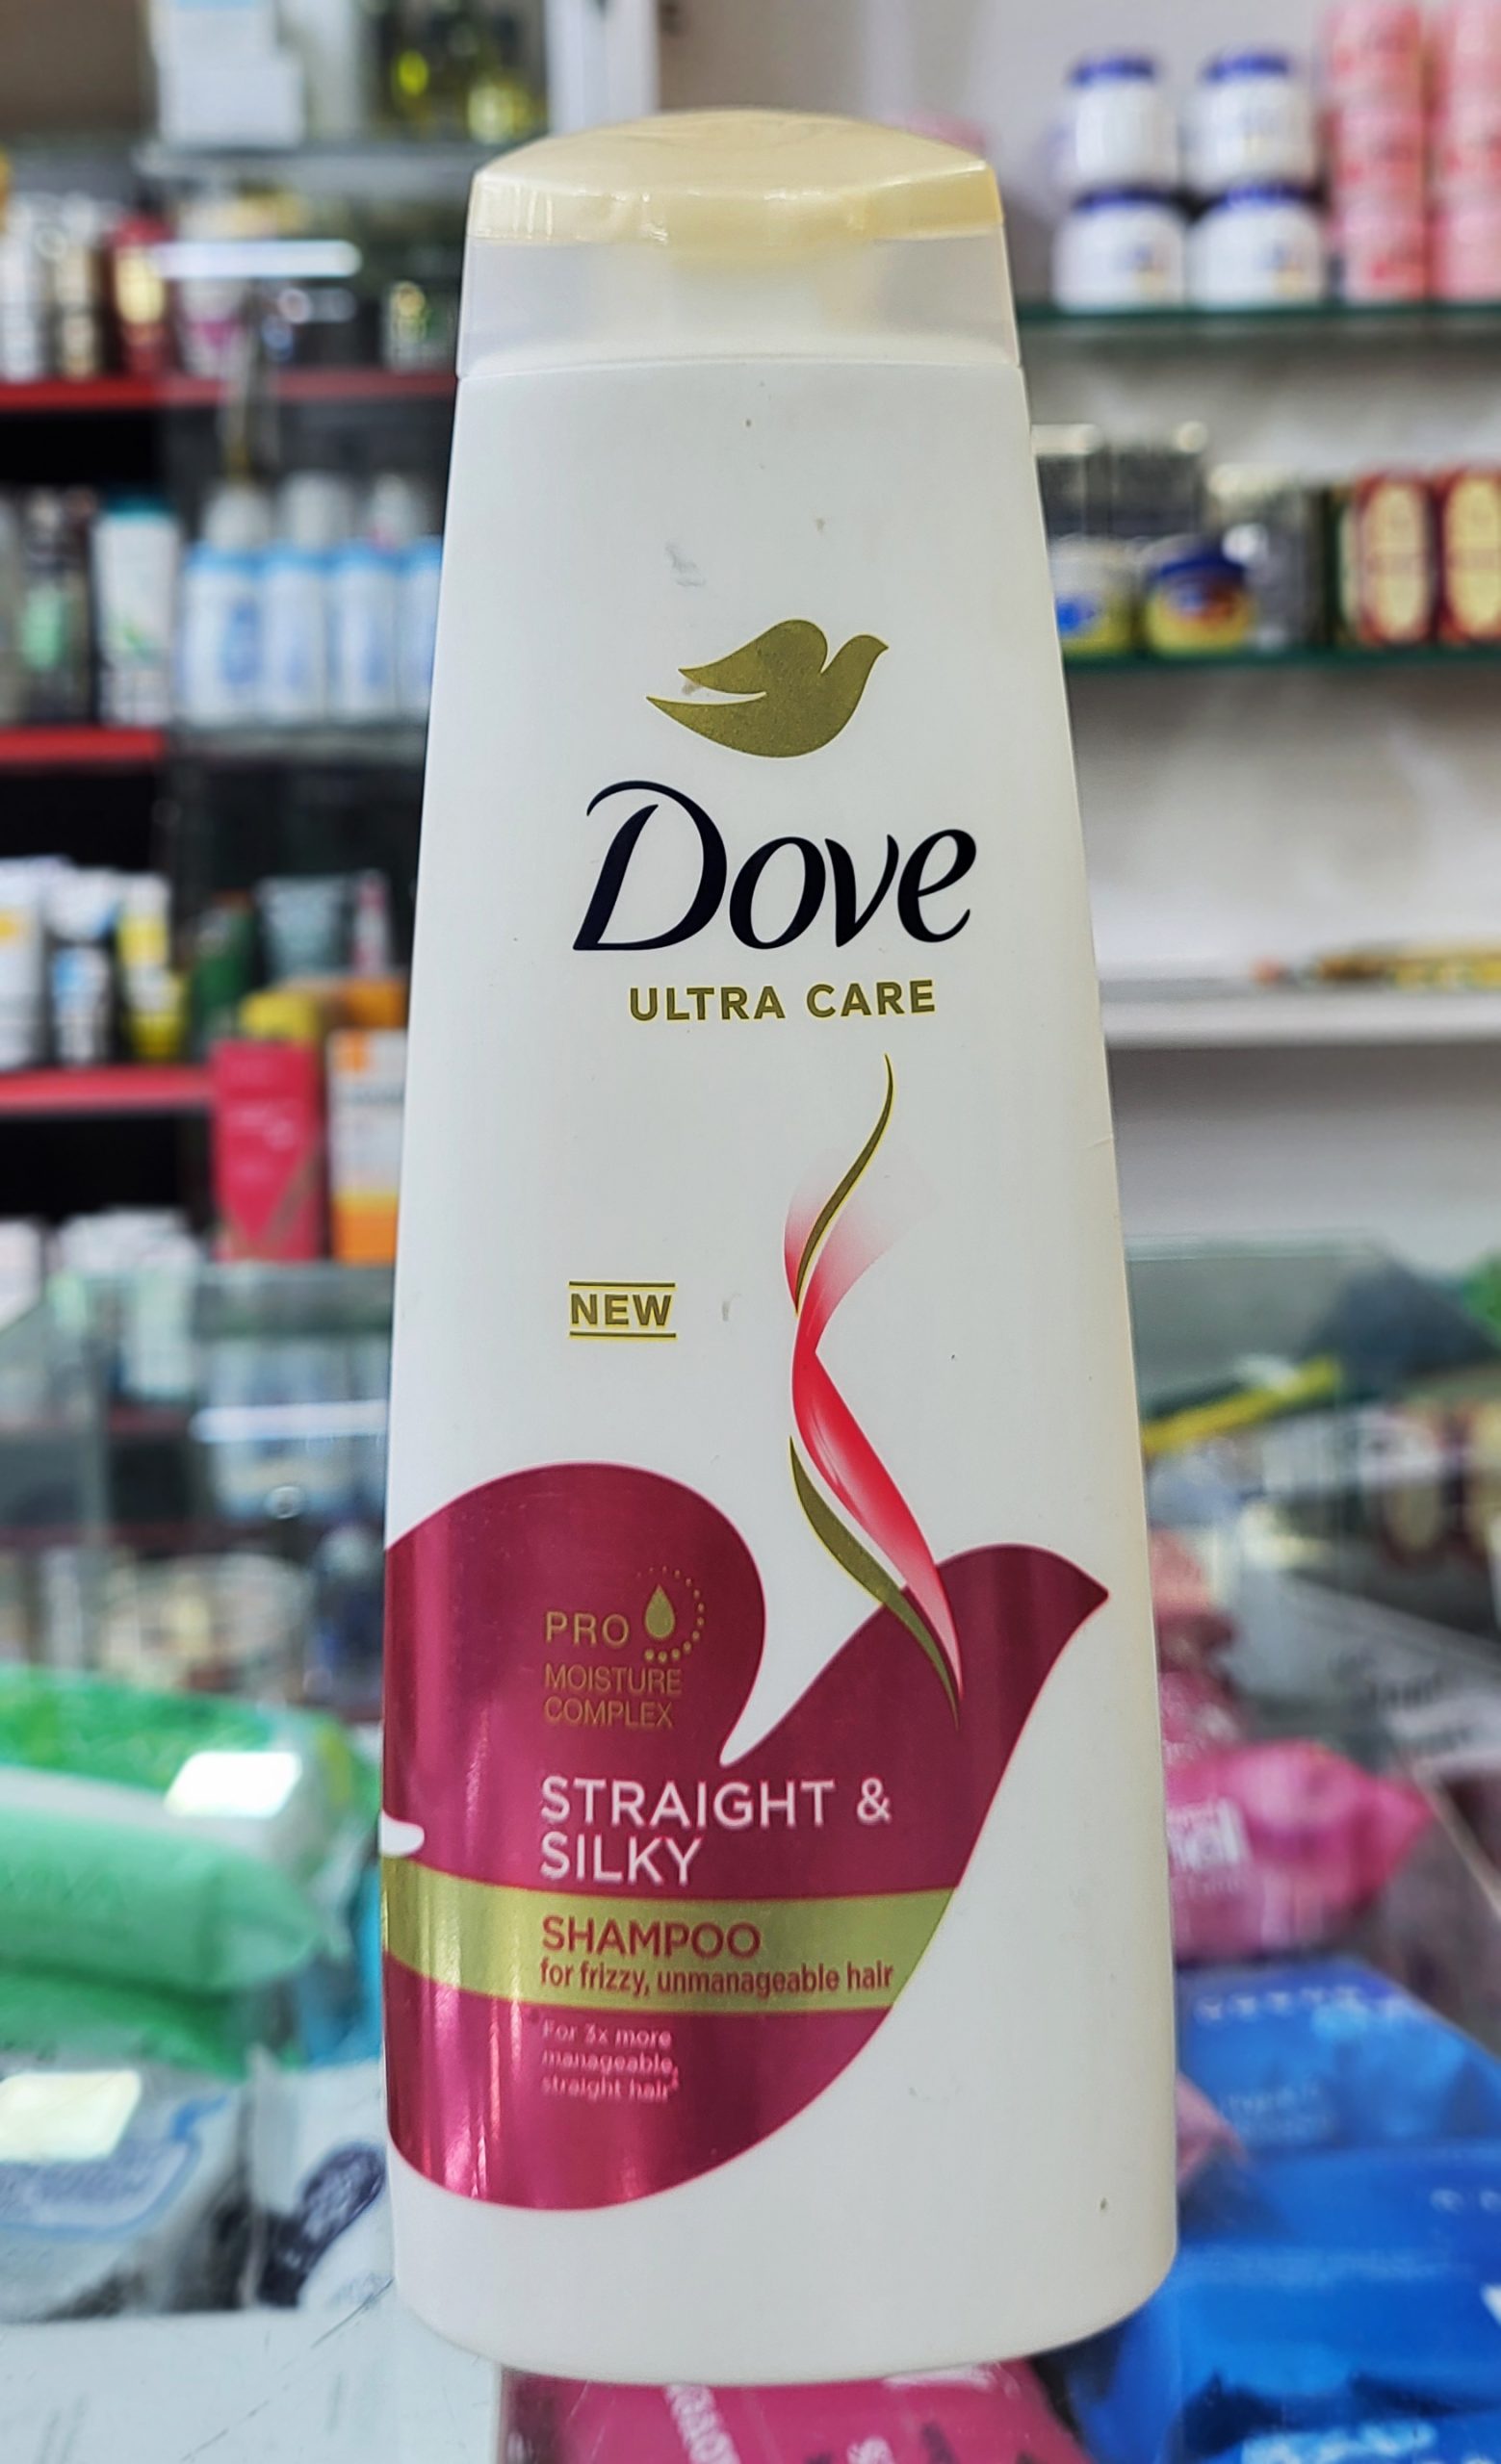 Dove
ULTRA CARE
NEW
PRO
MOISTURE
COMPLEX
STRAIGHT &
SILKY
SHAMPOO
for frizzy, unmanageable hair
For 3x more
manageable,
straight hair